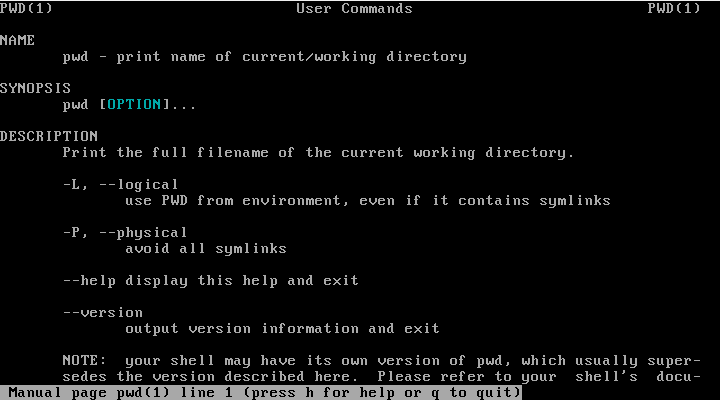 PWD(1) User Commands PWD(1)
NAME
pwd - print name of current/working directory
SYNOPSIS
pwd [OPTION]...
DESCRIPTION
Print the full filename of the current working directory.
-L, --logical
use PWD from environment, even if it contains symlinks
-P, --physical
avoid all symlinks
--help display this help and exit
--version
output version information and exit
NOTE: your shell may have its own version of pwd, which usually super-
sedes the version described here. Please refer to your shell's docu-
Manual page pwd(1) line 1 (press h for help or q to quit)